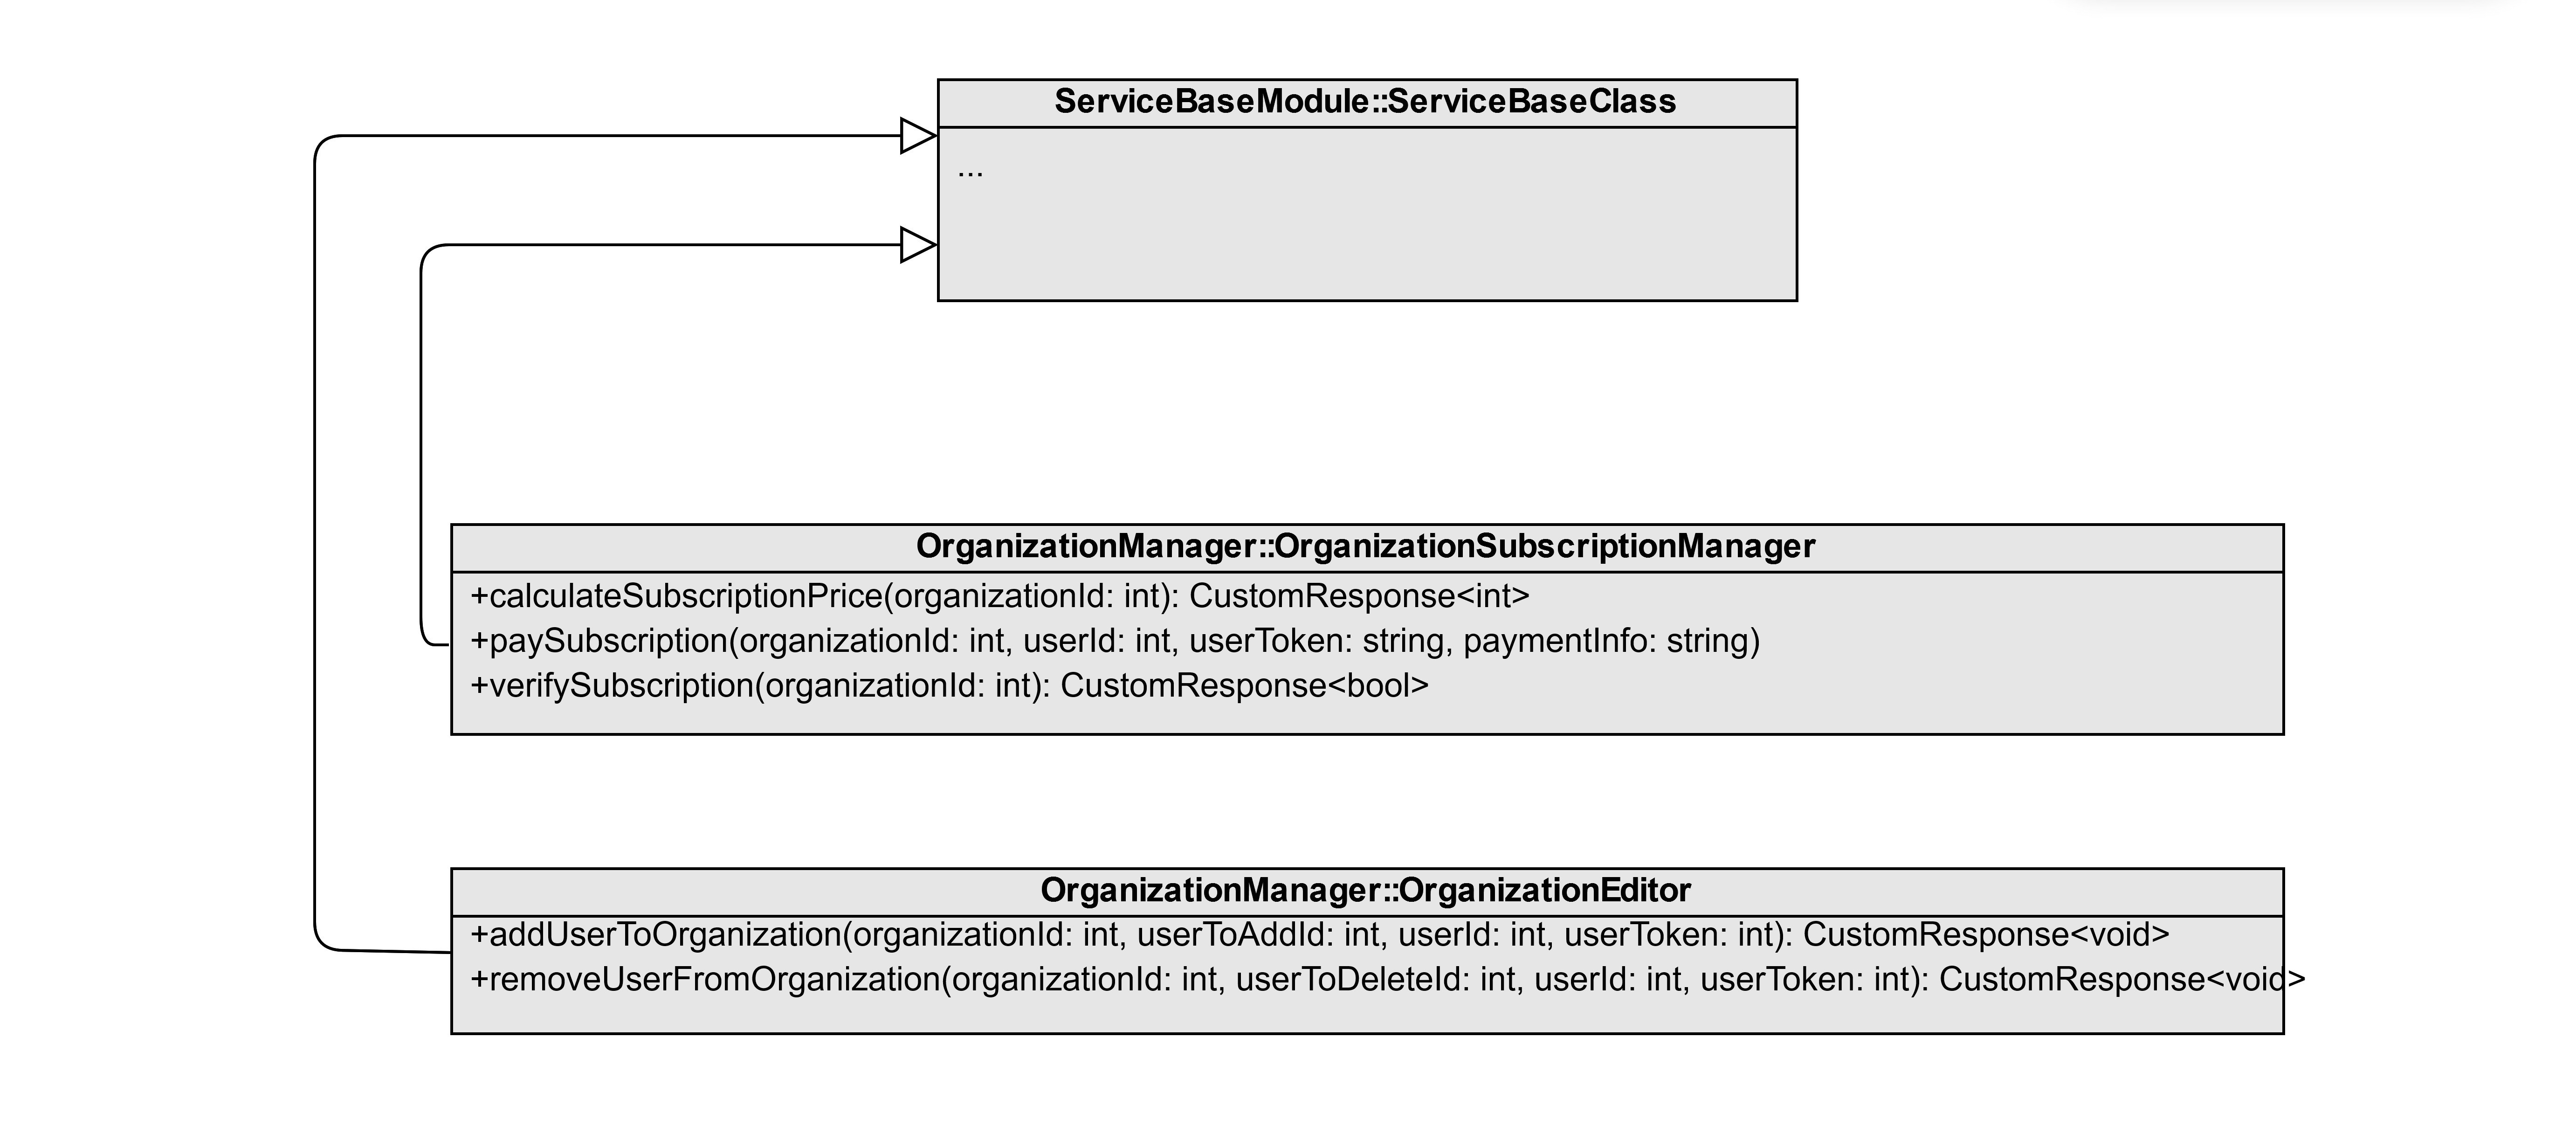 ServiceBaseModule::ServiceBaseClass
...
OrganizationManager::OrganizationSubscriptionManager
+calculateSubscriptionPrice(organizationId: int): CustomResponse<int>
+paySubscription(organizationId: int, userId: int, userToken: string, paymentInfo: string)
+verifySubscription(organizationId: int): CustomResponse<bool>
OrganizationManager::OrganizationEditor
+addUserToOrganization(organizationId: int, userToAddId: int, userId: int, userToken: int): CustomResponse<void>
+removeUserFromOrganization(organizationId: int, userToDeleteId: int, userId: int, userToken: int): CustomResponse<void>